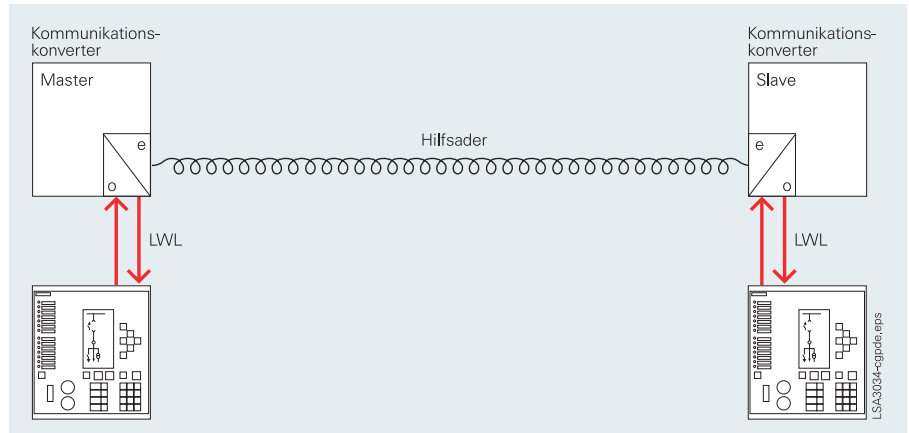 Kommunikations-
konverter
Kommunikations-
konverter
Master
Slave
e
o
Hilfsader
e
o
LWL
LWL
LSA3034-cgpde.eps